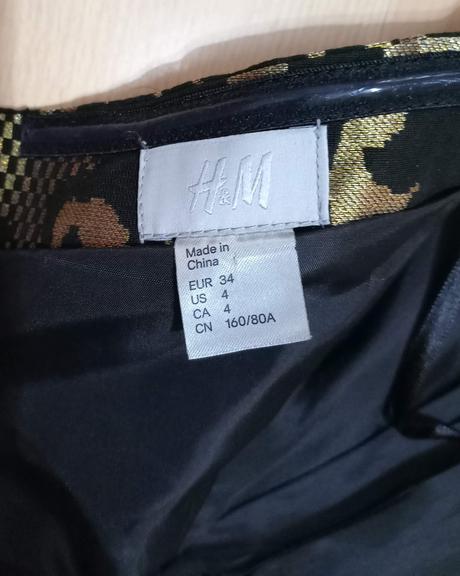 H&M
Made in
China
EUR 34
US 4
CA 4
CN 160/80A